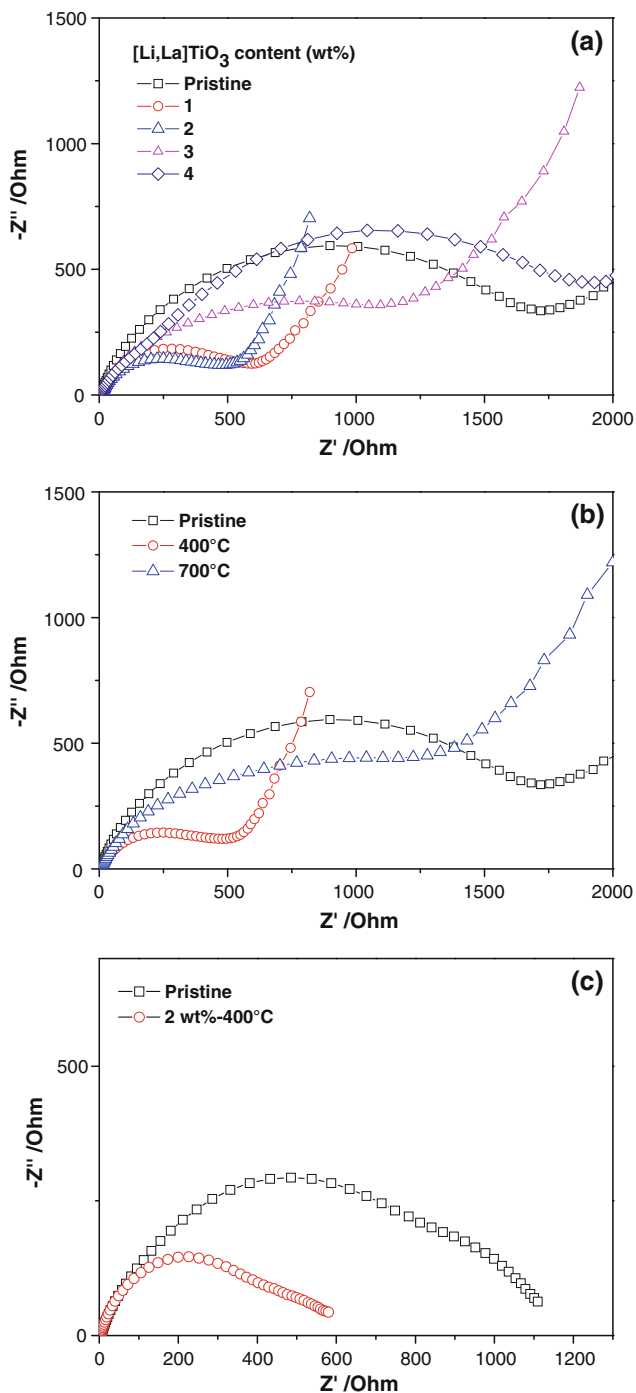 (a)
[Li,La]TiO3 content (wt%)
Pristine
1
2
3
4
1500
1000
500
0
-Z'' /Ohm
0 500 1000 1500 2000
Z' /Ohm
(b)
Pristine
400°C
700°C
1500
1000
500
0
-Z'' /Ohm
0 500 1000 1500 2000
Z' /Ohm
(c)
Pristine
2 wt%-400°C
500
0
-Z'' /Ohm
0 200 400 600 800 1000 1200
Z' /Ohm